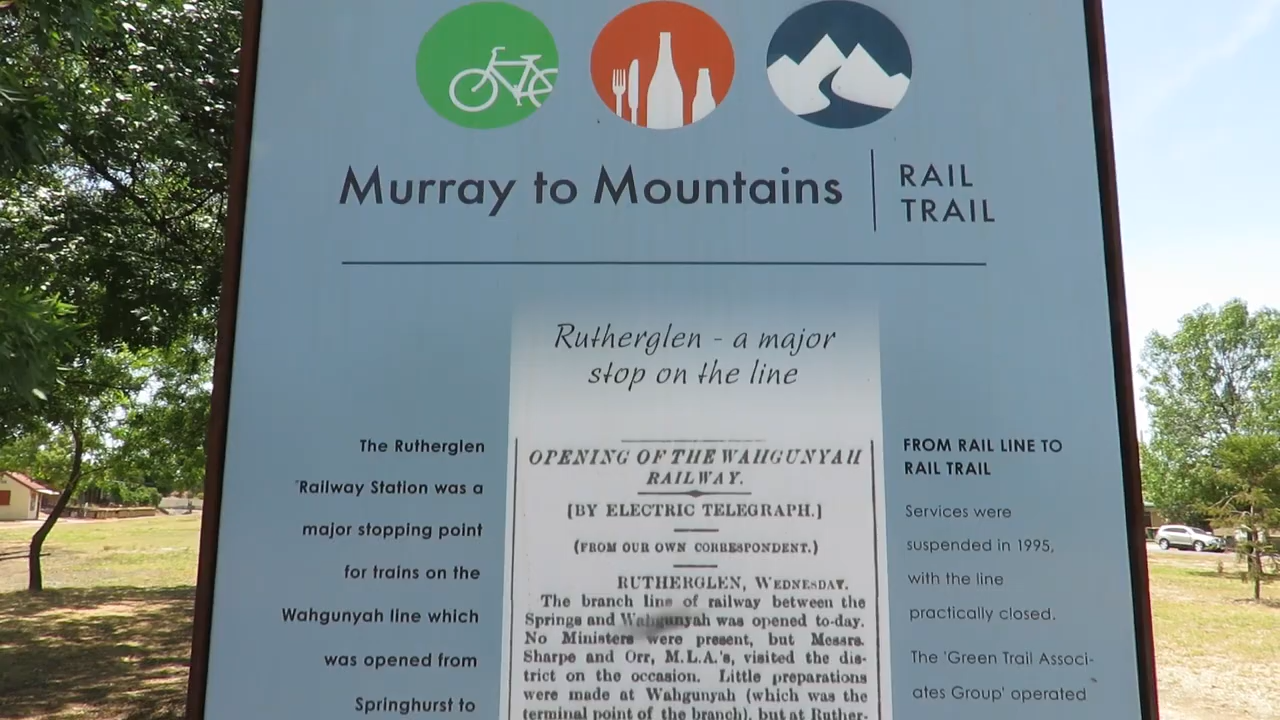 Murray to Mountains
RAIL
TRAIL
Rutherglen - a major
stop on the line
The Rutherglen
Railway Station was a
major stopping point
for trains on the
Wahgunyah line which
was opened from
Springhurst to
OPENING OF THE WAHGUNYAH
RAILWAY.
[BY ELECTRIC TELEGRAPH.]
(FROM OUR OWN CORRESPONDENT.)
RUTHERGLEN, WEDNESDAY.
The branch line of railway between the
Springs and Wahgunyah was opened to-day.
No Ministers were present, but Messrs.
Sharpe and Orr, M.L.A.'s, visited the dis-
trict on the occasion. Little preparations
were made at Wahgunyah (which was the
terminal point of the branch), but at Ruther-
FROM RAIL LINE TO
RAIL TRAIL
Services were
suspended in 1995,
with the line
practically closed.
The 'Green Trail Associ-
ates Group' operated